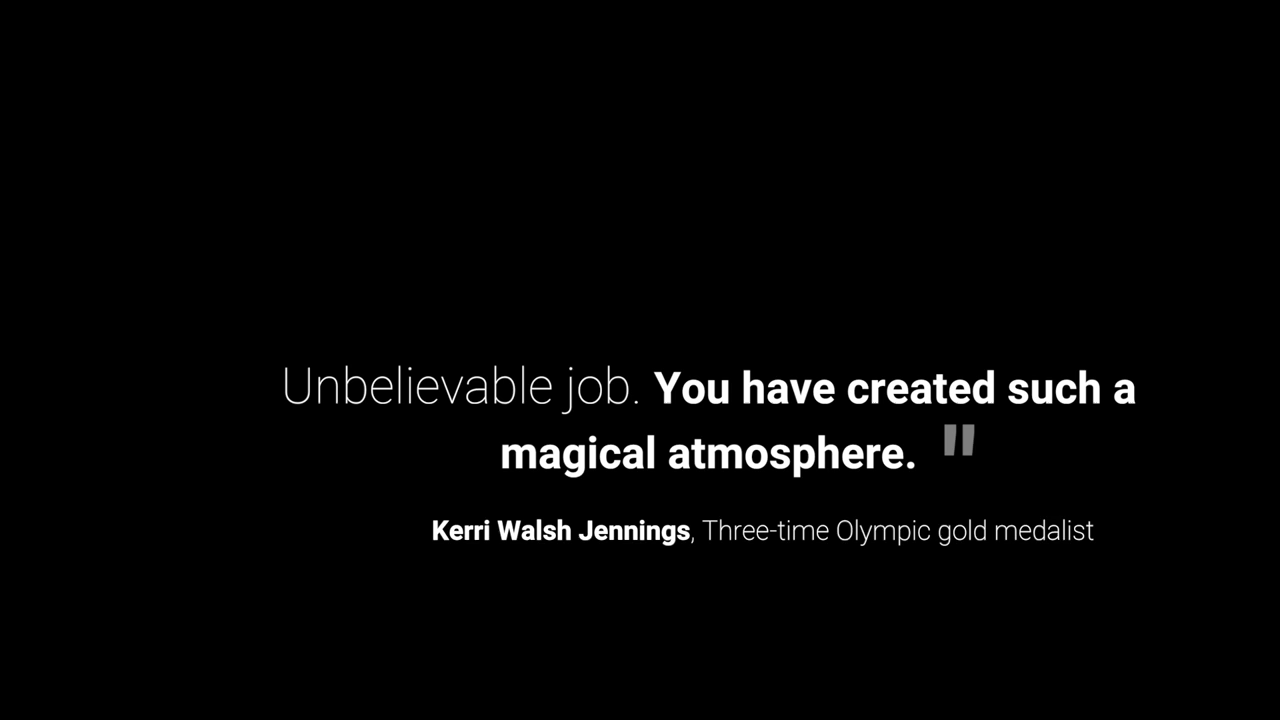 Unbelievable job. You have created such a
magical atmosphere. "
Kerri Walsh Jennings, Three-time Olympic gold medalist